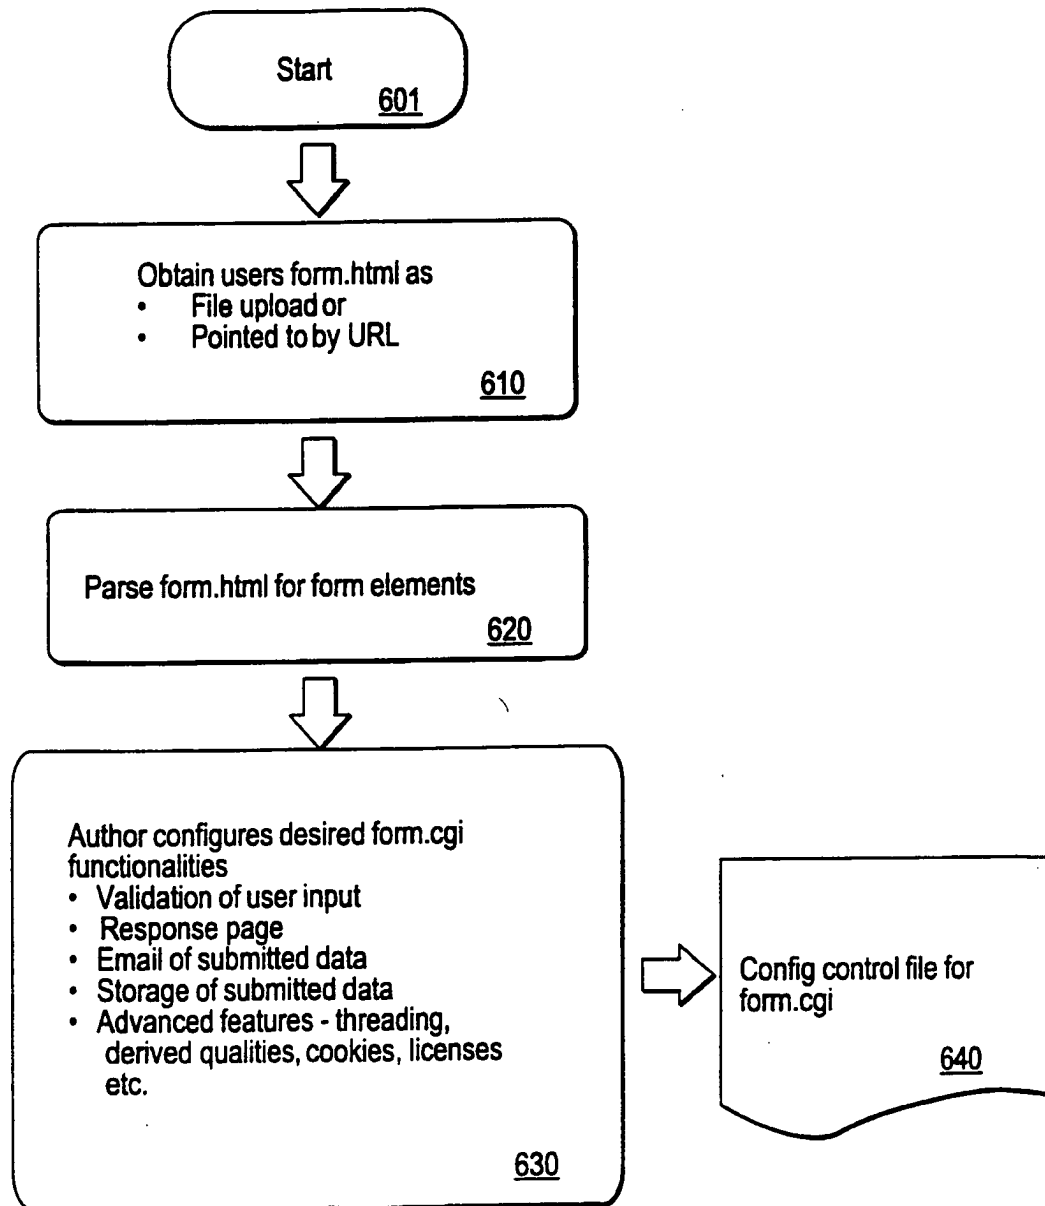 Start
601
Obtain users form.html as
• File upload or
• Pointed to by URL
610
Parse form.html for form elements
620
Author configures desired form.cgi
functionalities
• Validation of user input
• Response page
• Email of submitted data
• Storage of submitted data
• Advanced features - threading,
derived qualities, cookies, licenses
etc.
630
Config control file for
form.cgi
640